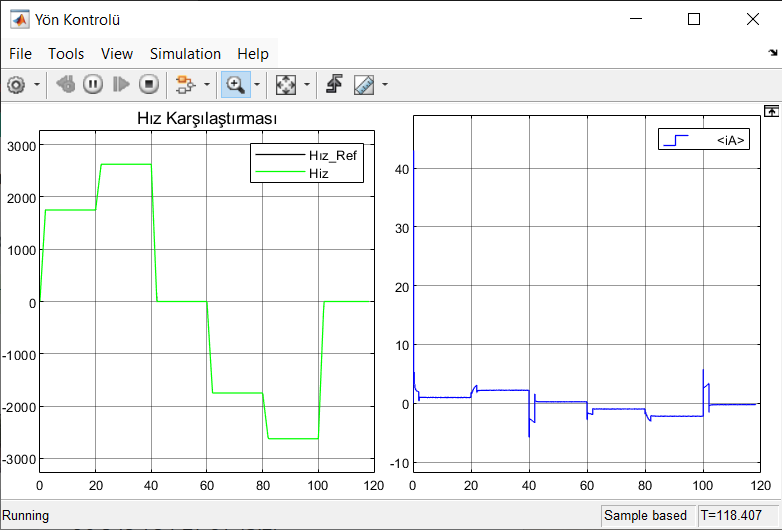 Yön Kontrolü
File Tools View Simulation Help
Hız Karşılaştırması
3000
2000
1000
0
-1000
-2000
-3000
0 20 40 60 80 100 120
Hız_Ref
Hiz
40
30
20
10
0
-10
0 20 40 60 80 100 120
<iA>
Running
Sample based
T=118.407